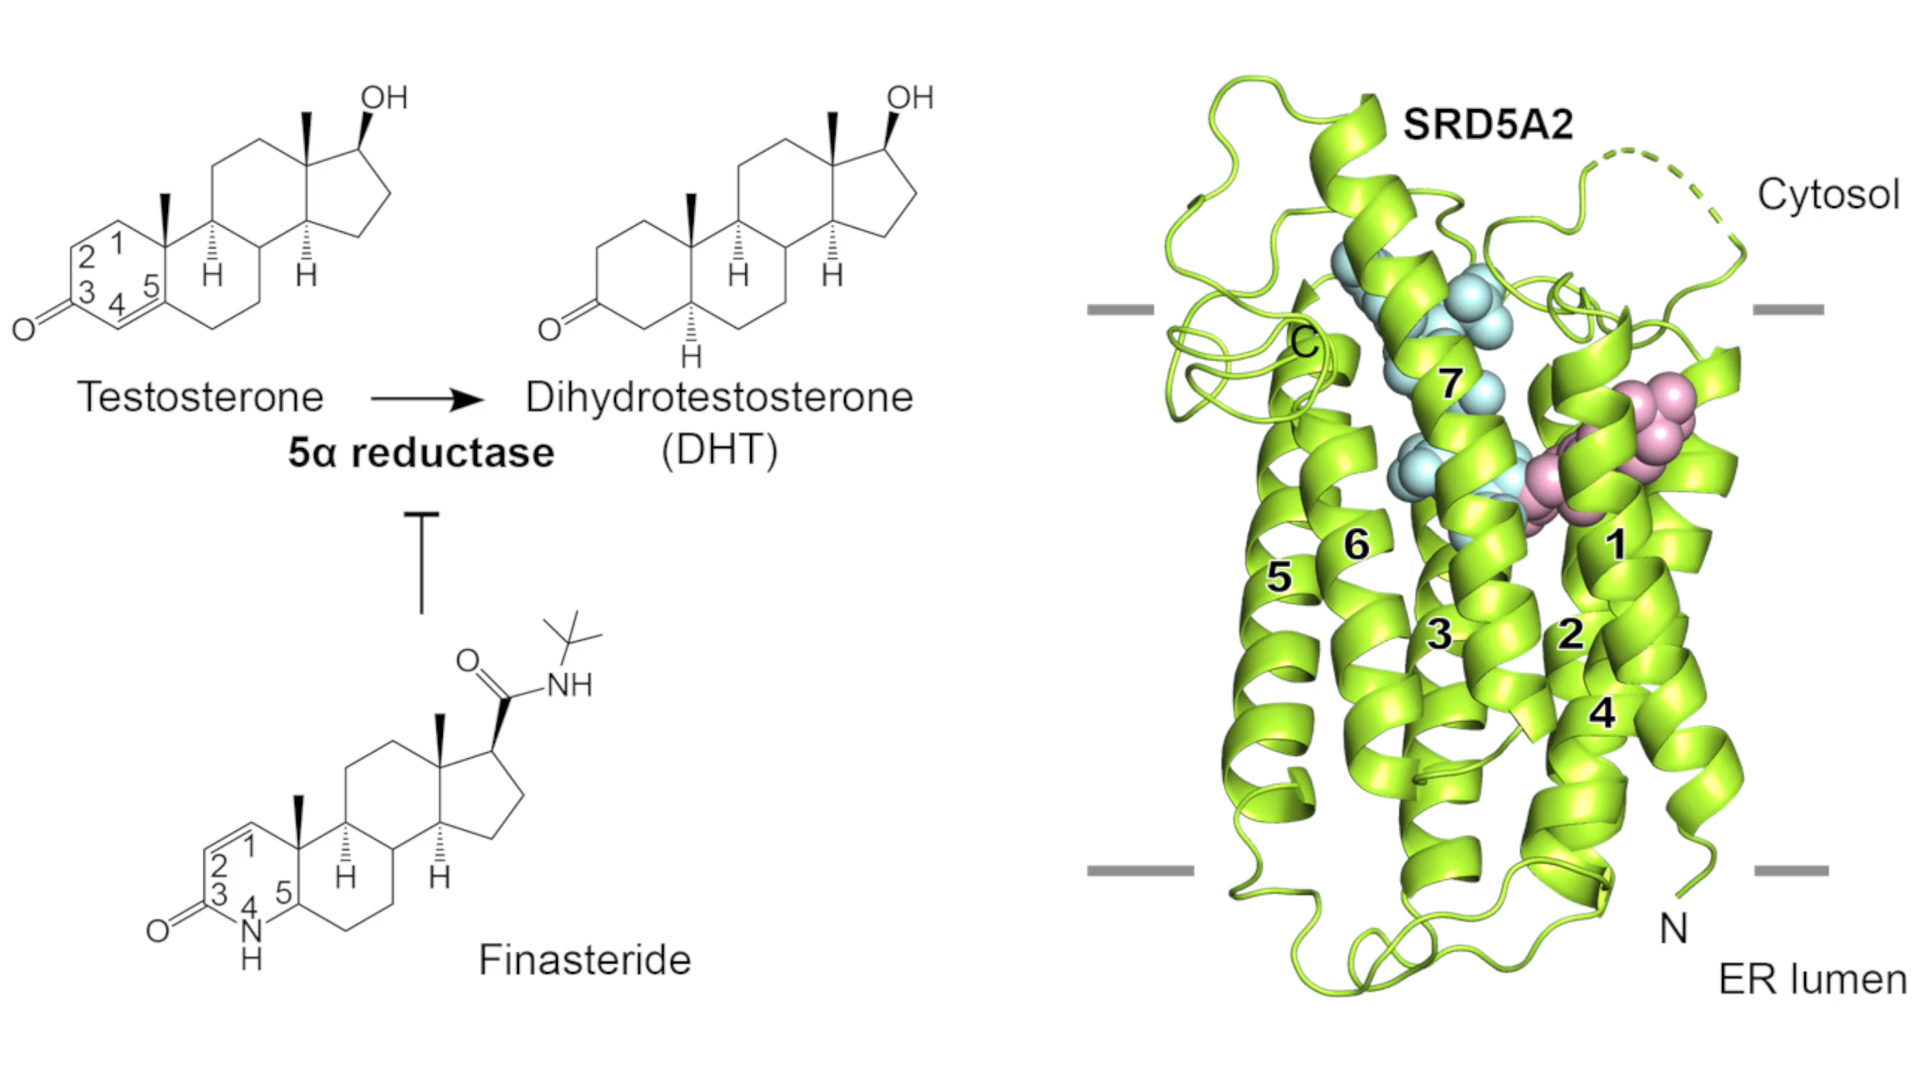 OH
H
H
1
2
3
4
5
O
Testosterone
OH
H
H
H
O
Dihydrotestosterone
(DHT)
5α reductase
O
NH
H
H
1
2
3
4
5
O
N
H
Finasteride
SRD5A2
Cytosol
C
7
6
1
5
3
2
4
N
ER lumen